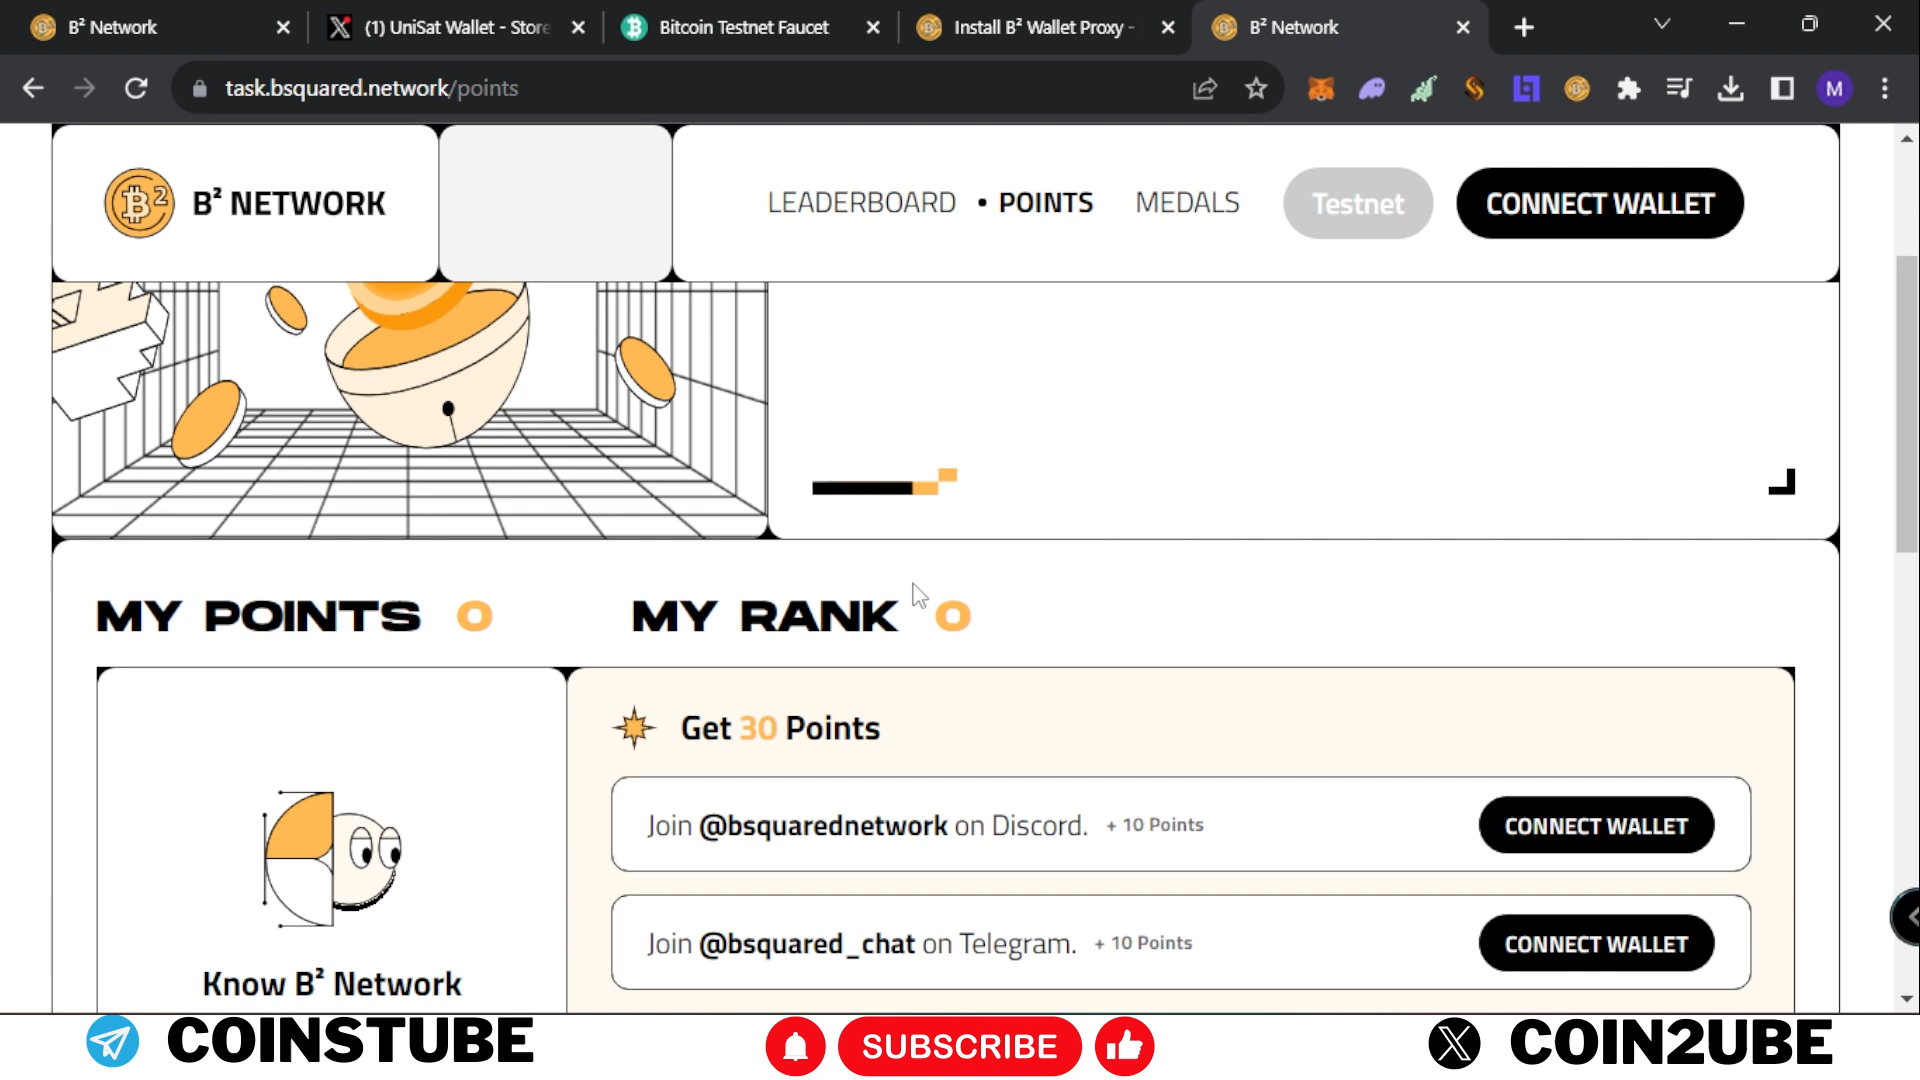 B² Network
(1) UniSat Wallet - Store
Bitcoin Testnet Faucet
Install B² Wallet Proxy -
B² Network
task.bsquared.network/points
M
B² NETWORK
LEADERBOARD
• POINTS
MEDALS
Testnet
CONNECT WALLET
MY POINTS 0
MY RANK 0
Get 30 Points
Join @bsquarednetwork on Discord. + 10 Points
CONNECT WALLET
Join @bsquared_chat on Telegram. + 10 Points
CONNECT WALLET
Know B² Network
COINSTUBE
SUBSCRIBE
COIN2UBE